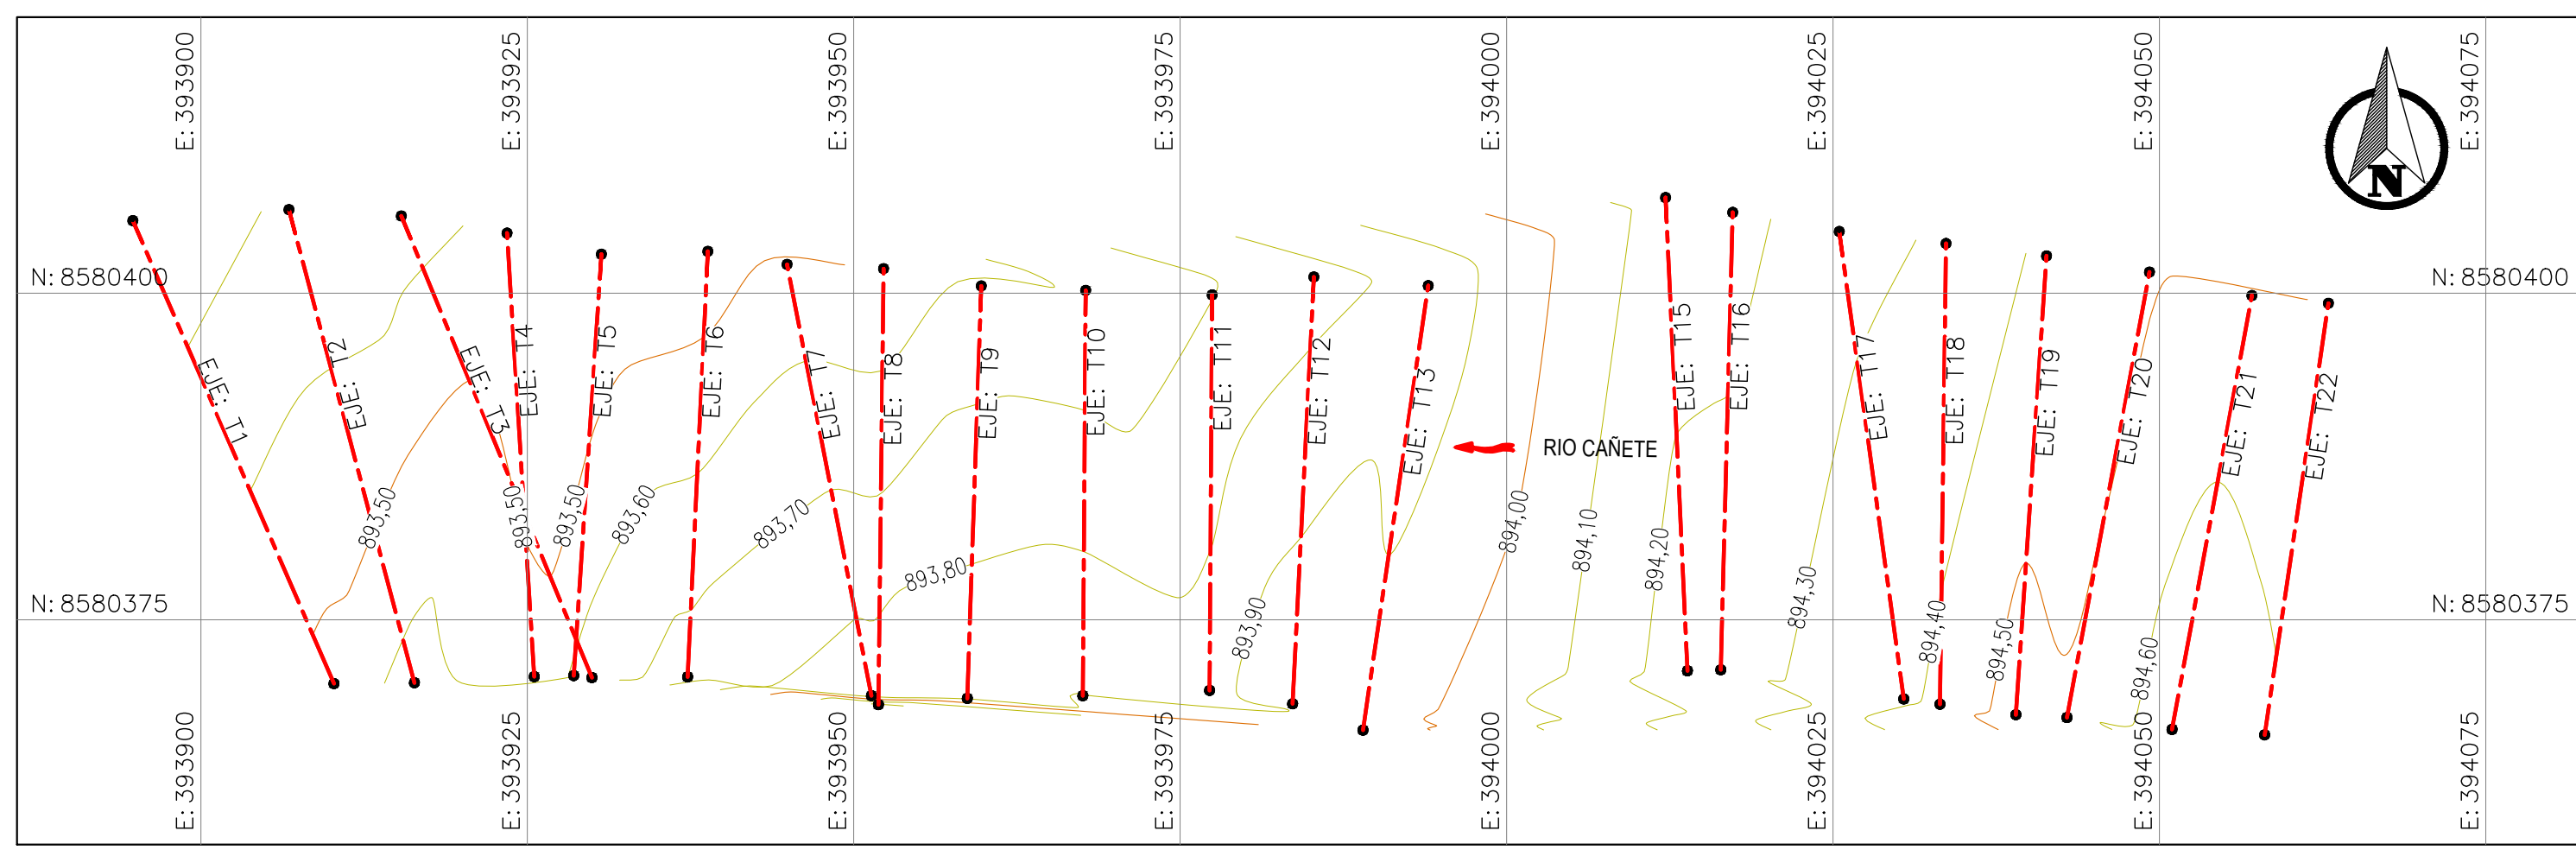 E: 393900
E: 393925
E: 393950
E: 393975
E: 394000
E: 394025
E: 394050
E: 394075
N
N: 8580400
N: 8580400
EJE: T1
EJE: T2
EJE: T3
EJE: T4
EJE: T5
EJE: T6
EJE: T7
EJE: T8
EJE: T9
EJE: T10
EJE: T11
EJE: T12
EJE: T13
EJE: T15
EJE: T16
EJE: T17
EJE: T18
EJE: T19
EJE: T20
EJE: T21
EJE: T22
RIO CAÑETE
893,50
893,50
893,50
893,60
893,70
893,80
893,90
894,00
894,10
894,20
894,30
894,40
894,50
894,60
N: 8580375
N: 8580375
E: 393900
E: 393925
E: 393950
E: 393975
E: 394000
E: 394025
E: 394050
E: 394075